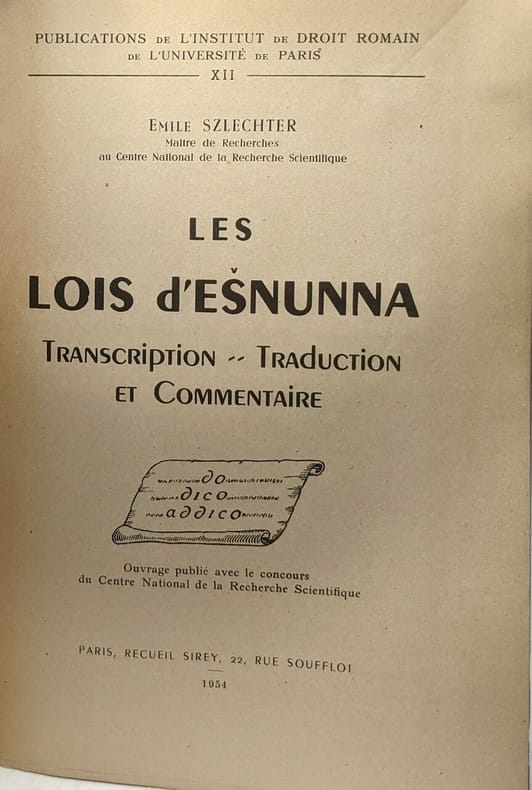 PUBLICATIONS DE L'INSTITUT DE DROIT ROMAIN
DE L'UNIVERSITÉ DE PARIS
XII
EMILE SZLECHTER
Maître de Recherches
au Centre National de la Recherche Scientifique
LES
LOIS d'EŠNUNNA
TRANSCRIPTION -- TRADUCTION
ET COMMENTAIRE
do
dico
addico
Ouvrage publié avec le concours
du Centre National de la Recherche Scientifique
PARIS, RECUEIL SIREY, 22, RUE SOUFFLOT
1954